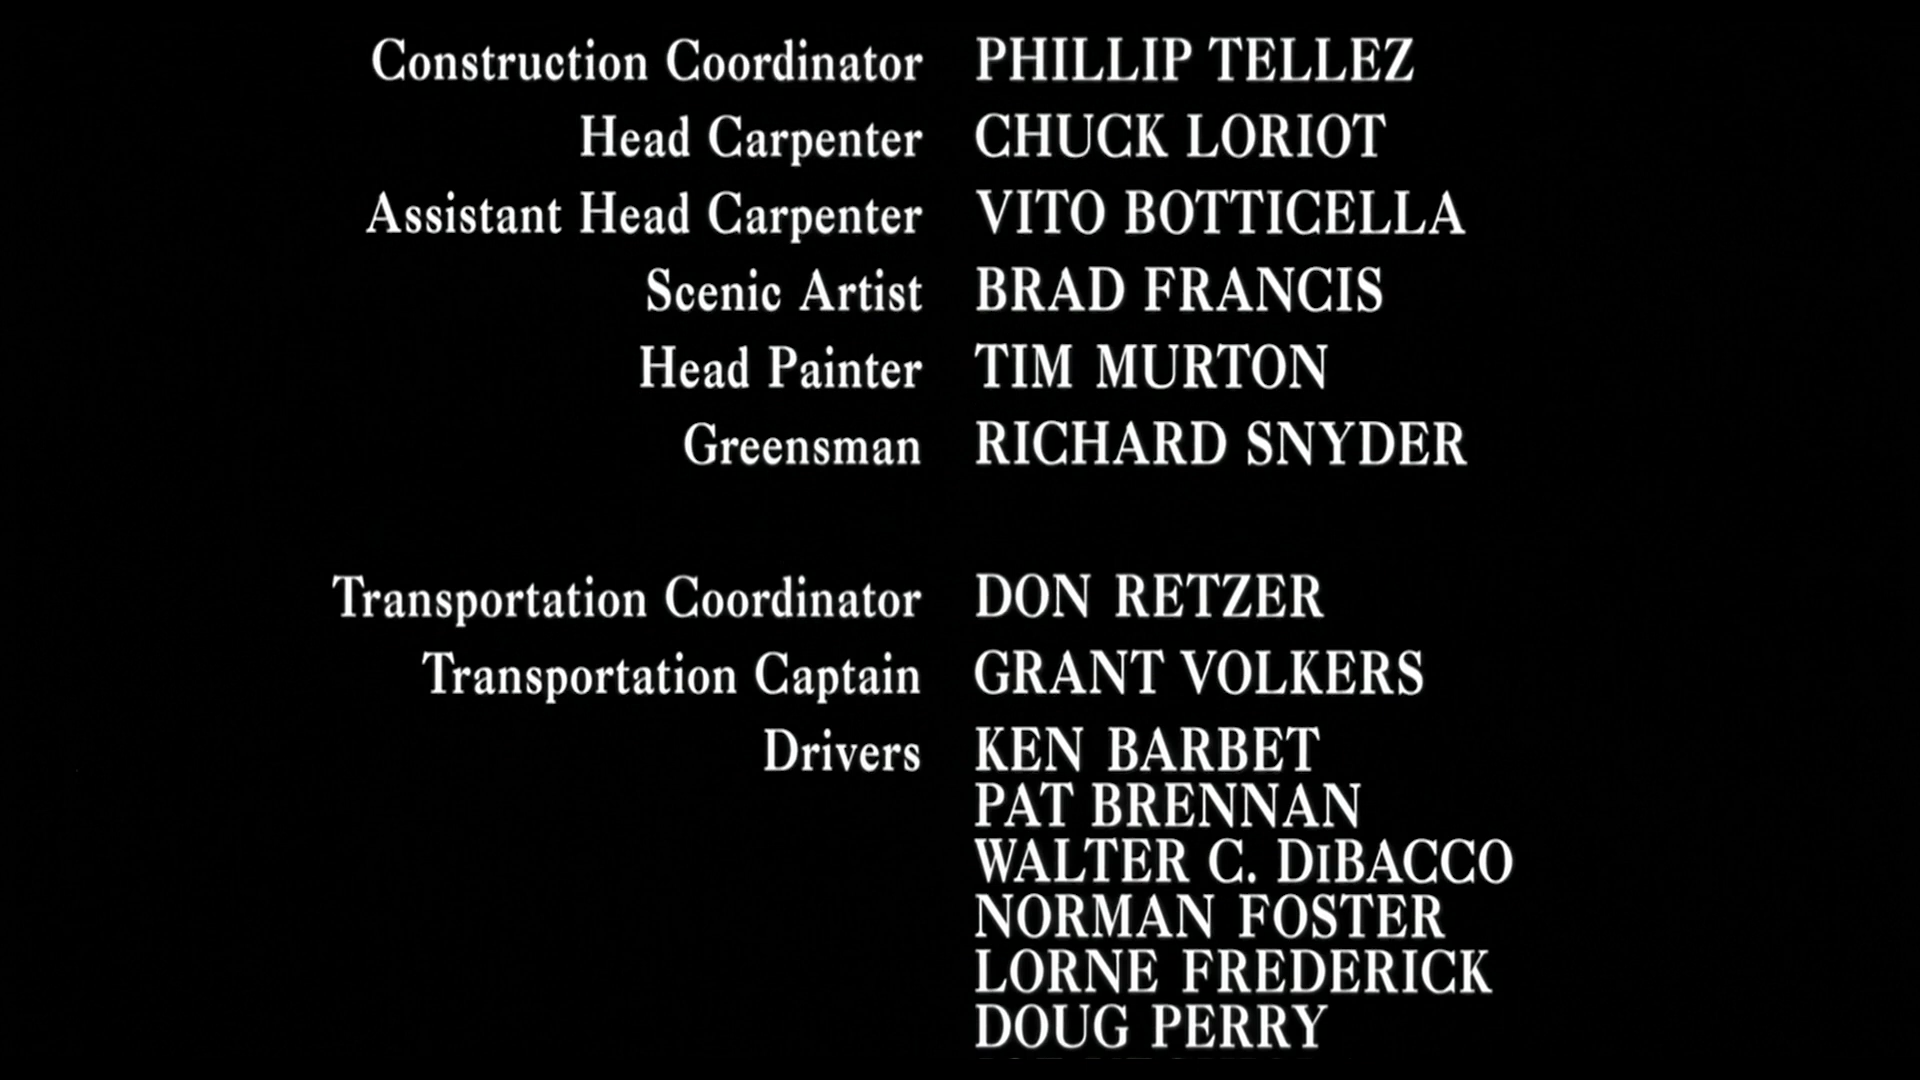 Construction Coordinator PHILLIP TELLEZ
Head Carpenter CHUCK LORIOT
Assistant Head Carpenter VITO BOTTICELLA
Scenic Artist BRAD FRANCIS
Head Painter TIM MURTON
Greensman RICHARD SNYDER
Transportation Coordinator DON RETZER
Transportation Captain GRANT VOLKERS
Drivers KEN BARBET
PAT BRENNAN
WALTER C. DiBACCO
NORMAN FOSTER
LORNE FREDERICK
DOUG PERRY